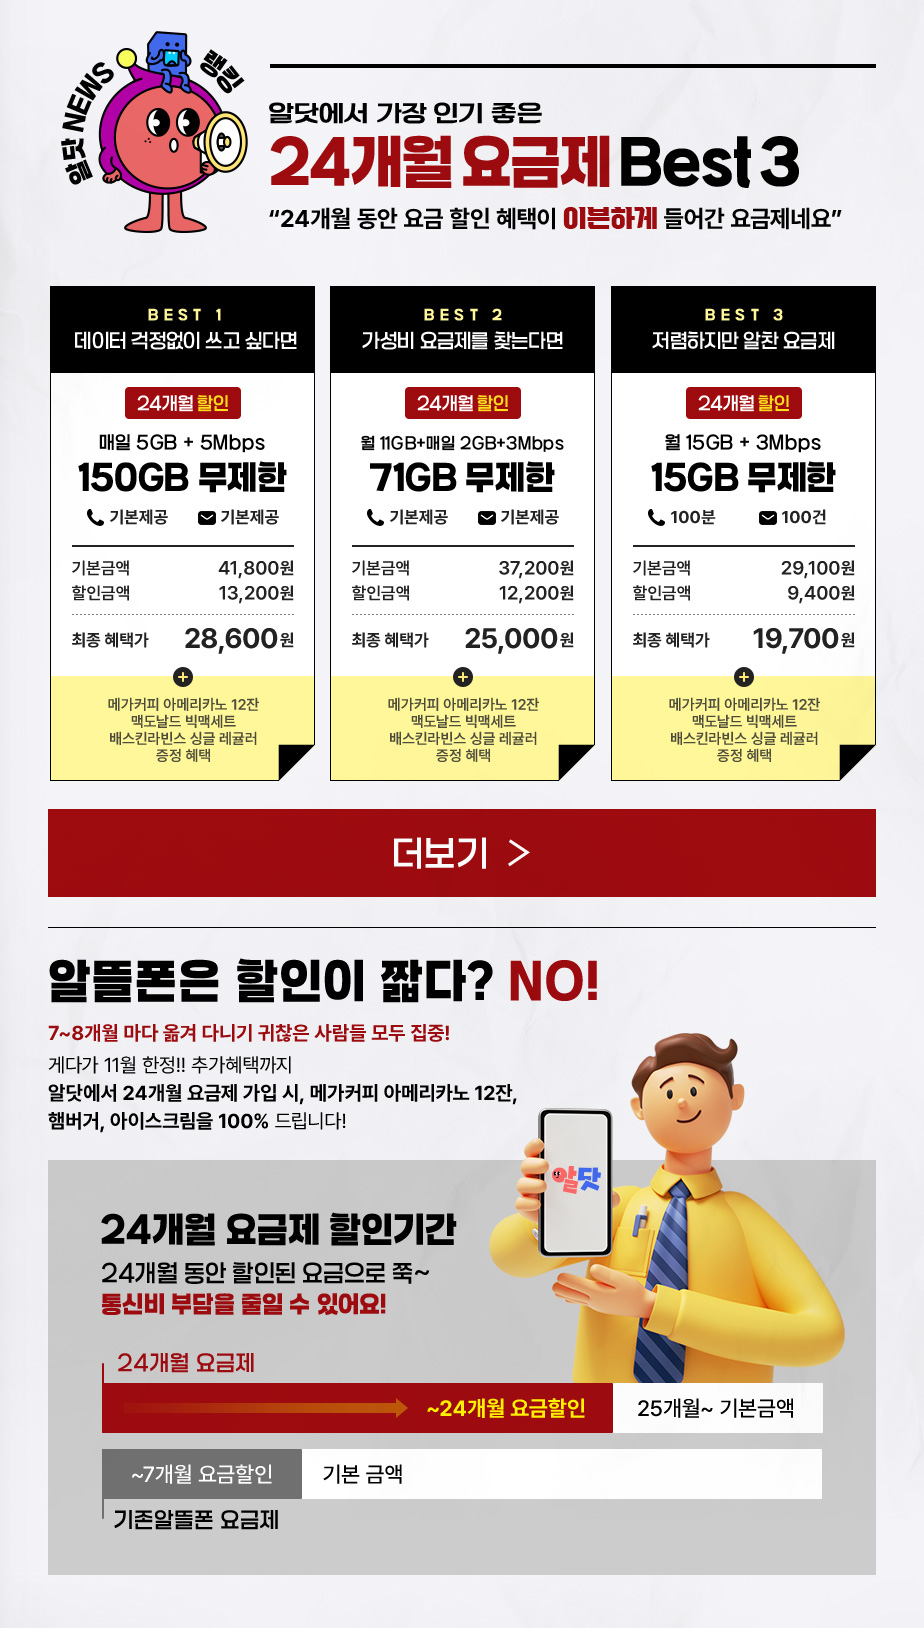 알닷 NEWS 랭킹
알닷에서 가장 인기 좋은
24개월 요금제 Best 3
“24개월 동안 요금 할인 혜택이 이븐하게 들어간 요금제네요”
BEST 1
데이터 걱정없이 쓰고 싶다면
24개월 할인
매일 5GB + 5Mbps
150GB 무제한
기본제공 기본제공
기본금액 41,800원
할인금액 13,200원
최종 혜택가 28,600원
메가커피 아메리카노 12잔
맥도날드 빅맥세트
배스킨라빈스 싱글 레귤러
증정 혜택
BEST 2
가성비 요금제를 찾는다면
24개월 할인
월 11GB+매일 2GB+3Mbps
71GB 무제한
기본제공 기본제공
기본금액 37,200원
할인금액 12,200원
최종 혜택가 25,000원
메가커피 아메리카노 12잔
맥도날드 빅맥세트
배스킨라빈스 싱글 레귤러
증정 혜택
BEST 3
저렴하지만 알찬 요금제
24개월 할인
월 15GB + 3Mbps
15GB 무제한
100분 100건
기본금액 29,100원
할인금액 9,400원
최종 혜택가 19,700원
메가커피 아메리카노 12잔
맥도날드 빅맥세트
배스킨라빈스 싱글 레귤러
증정 혜택
더보기 >
알뜰폰은 할인이 짧다? NO!
7~8개월 마다 옮겨 다니기 귀찮은 사람들 모두 집중!
게다가 11월 한정!! 추가혜택까지
알닷에서 24개월 요금제 가입 시, 메가커피 아메리카노 12잔,
햄버거, 아이스크림을 100% 드립니다!
알닷
24개월 요금제 할인기간
24개월 동안 할인된 요금으로 쭉~
통신비 부담을 줄일 수 있어요!
24개월 요금제
~24개월 요금할인 25개월~ 기본금액
~7개월 요금할인 기본 금액
기존알뜰폰 요금제